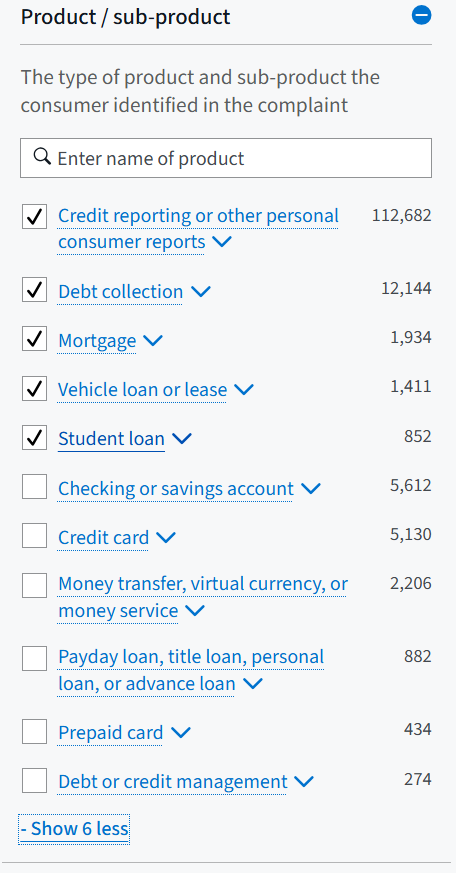 Product / sub-product
The type of product and sub-product the
consumer identified in the complaint
Enter name of product
Credit reporting or other personal 112,682
consumer reports
Debt collection 12,144
Mortgage 1,934
Vehicle loan or lease 1,411
Student loan 852
Checking or savings account 5,612
Credit card 5,130
Money transfer, virtual currency, or 2,206
money service
Payday loan, title loan, personal 882
loan, or advance loan
Prepaid card 434
Debt or credit management 274
- Show 6 less